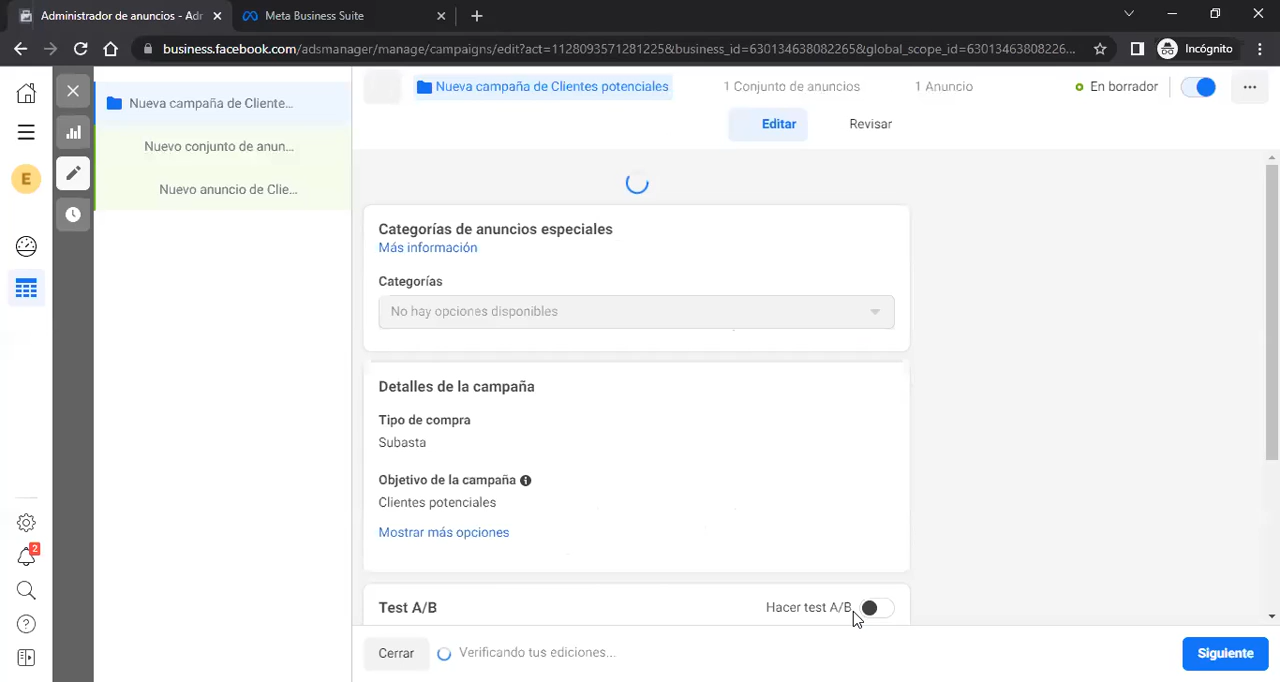 Administrador de anuncios - Adr
Meta Business Suite
business.facebook.com/adsmanager/manage/campaigns/edit?act=1128093571281225&business_id=630134638082265&global_scope_id=63013463808226...
Incógnito
Nueva campaña de Cliente...
Nueva campaña de Clientes potenciales
1 Conjunto de anuncios
1 Anuncio
En borrador
Editar
Revisar
Nuevo conjunto de anun...
E
Nuevo anuncio de Clie...
Categorías de anuncios especiales
Más información
Categorías
No hay opciones disponibles
Detalles de la campaña
Tipo de compra
Subasta
Objetivo de la campaña
Clientes potenciales
Mostrar más opciones
2
Test A/B
Hacer test A/B
Cerrar
Verificando tus ediciones...
Siguiente